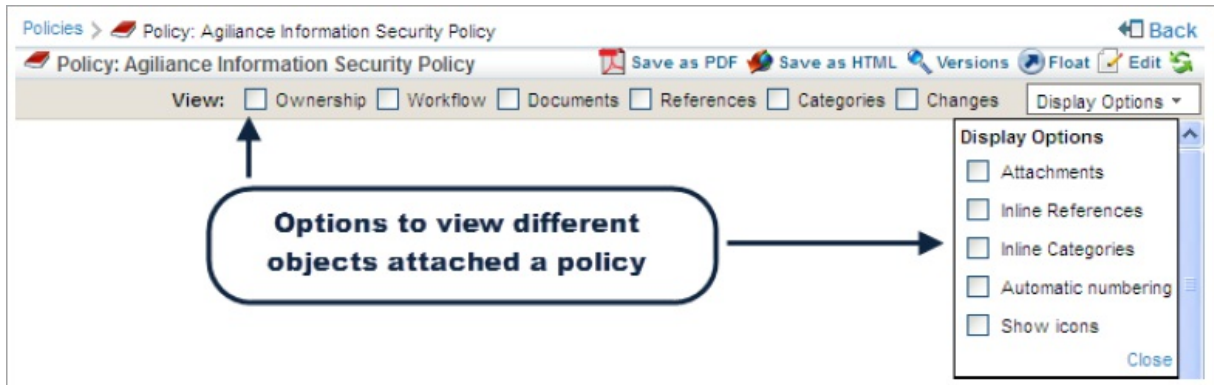 Policies > Policy: Agiliance Information Security Policy Back
Policy: Agiliance Information Security Policy Save as PDF Save as HTML Versions Float Edit
View: Ownership Workflow Documents References Categories Changes Display Options
Display Options
Attachments
Inline References
Inline Categories
Automatic numbering
Show icons
Close
Options to view different
objects attached a policy